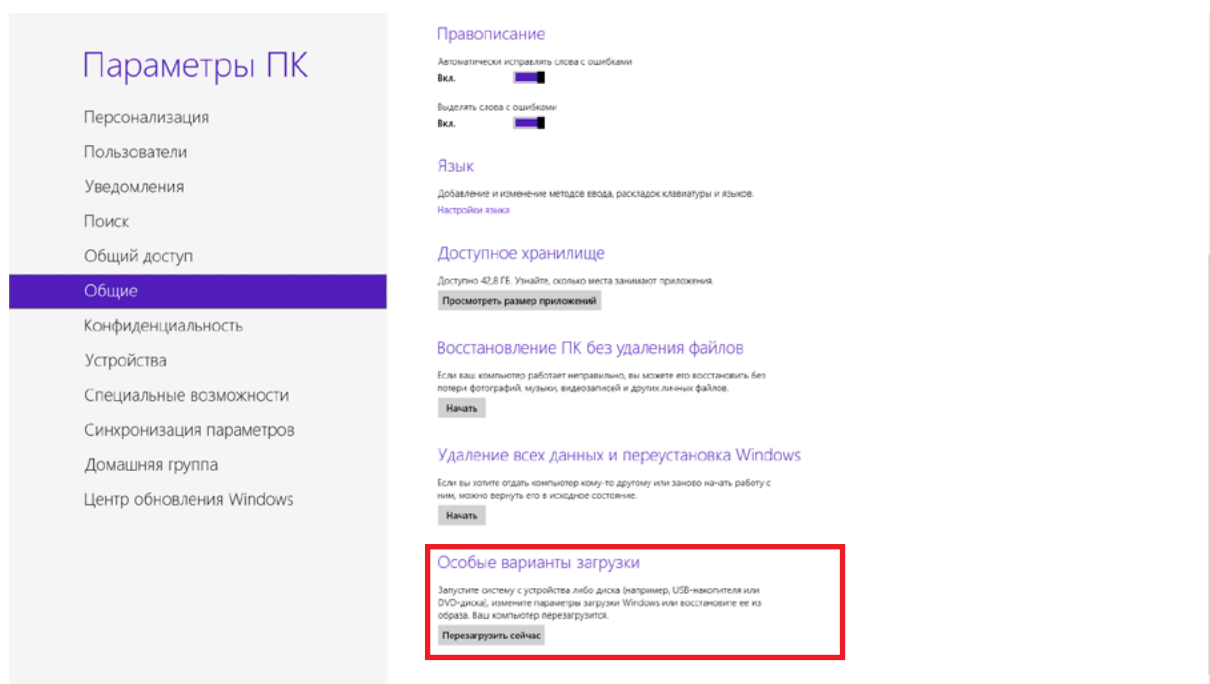 Параметры ПК
Персонализация
Пользователи
Уведомления
Поиск
Общий доступ
Общие
Конфиденциальность
Устройства
Специальные возможности
Синхронизация параметров
Домашняя группа
Центр обновления Windows
Правописание
Автоматически исправлять слова с ошибками
Вкл.
Выделять слова с ошибками
Вкл.
Язык
Добавление и изменение методов ввода, раскладок клавиатуры и языков.
Настройки языка
Доступное хранилище
Доступно 42,8 ГБ. Узнайте, сколько места занимают приложения.
Просмотреть размер приложений
Восстановление ПК без удаления файлов
Если ваш компьютер работает неправильно, вы можете его восстановить без
потери фотографий, музыки, видеозаписей и других личных файлов.
Начать
Удаление всех данных и переустановка Windows
Если вы хотите отдать компьютер кому-то другому или заново начать работу с
ним, можно вернуть его в исходное состояние.
Начать
Особые варианты загрузки
Запустите систему с устройства либо диска (например, USB-накопителя или
DVD-диска), измените параметры загрузки Windows или восстановите ее из
образа. Ваш компьютер перезагрузится.
Перезагрузить сейчас